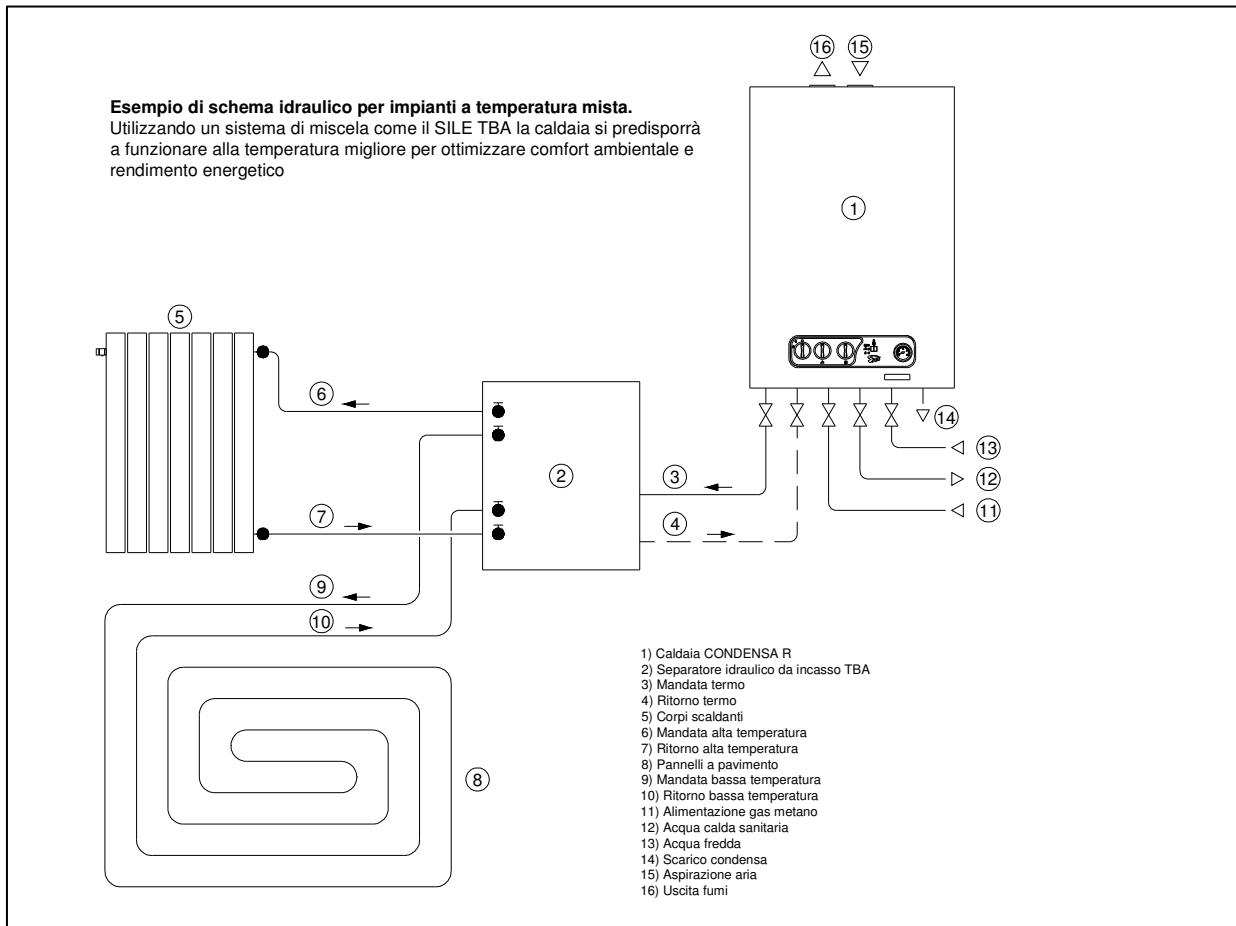 16
15
Esempio di schema idraulico per impianti a temperatura mista.
Utilizzando un sistema di miscela come il SILE TBA la caldaia si predisporrà
a funzionare alla temperatura migliore per ottimizzare comfort ambientale e
rendimento energetico
1
5
6
14
13
2
3
12
7
11
4
9
10
8
1) Caldaia CONDENSA R
2) Separatore idraulico da incasso TBA
3) Mandata termo
4) Ritorno termo
5) Corpi scaldanti
6) Mandata alta temperatura
7) Ritorno alta temperatura
8) Pannelli a pavimento
9) Mandata bassa temperatura
10) Ritorno bassa temperatura
11) Alimentazione gas metano
12) Acqua calda sanitaria
13) Acqua fredda
14) Scarico condensa
15) Aspirazione aria
16) Uscita fumi